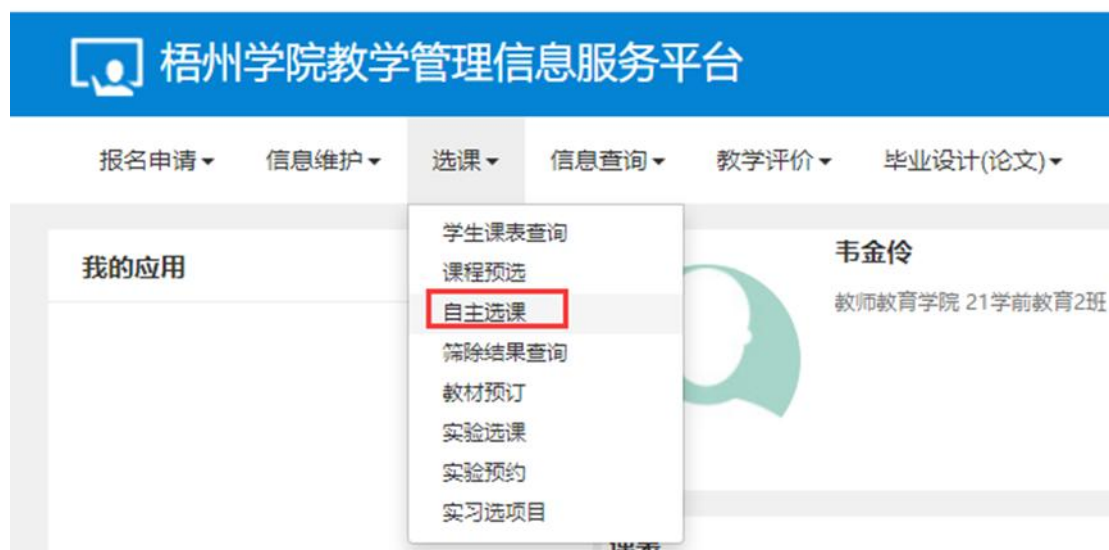 梧州学院教学管理信息服务平台
报名申请 信息维护 选课 信息查询 教学评价 毕业设计(论文)
我的应用
学生课表查询
课程预选
自主选课
筛除结果查询
教材预订
实验选课
实验预约
实习选项目
韦金伶
教师教育学院 21学前教育2班